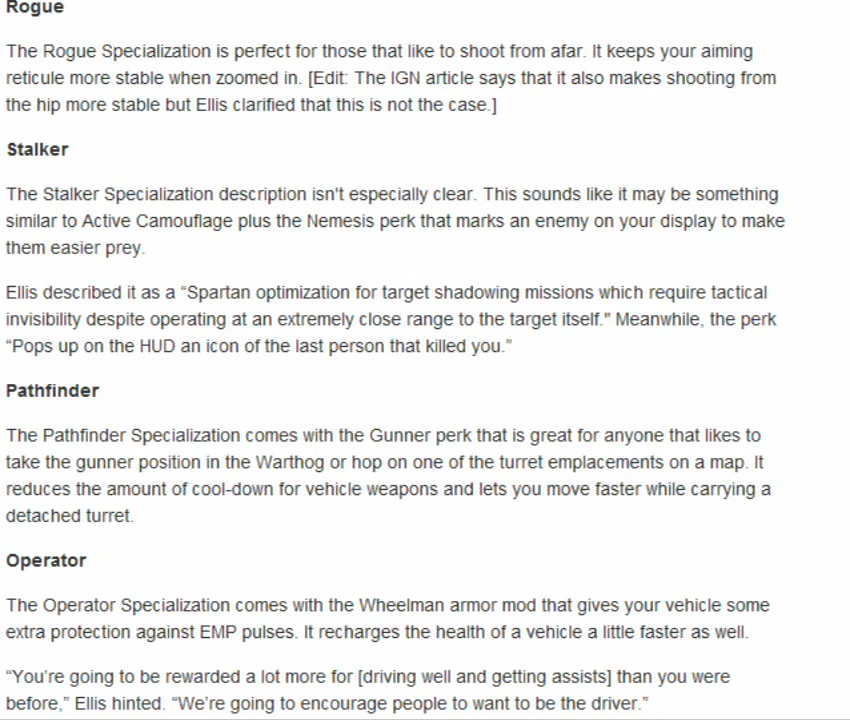 Rogue
The Rogue Specialization is perfect for those that like to shoot from afar. It keeps your aiming
reticule more stable when zoomed in. [Edit: The IGN article says that it also makes shooting from
the hip more stable but Ellis clarified that this is not the case.]
Stalker
The Stalker Specialization description isn't especially clear. This sounds like it may be something
similar to Active Camouflage plus the Nemesis perk that marks an enemy on your display to make
them easier prey.
Ellis described it as a “Spartan optimization for target shadowing missions which require tactical
invisibility despite operating at an extremely close range to the target itself.” Meanwhile, the perk
“Pops up on the HUD an icon of the last person that killed you.”
Pathfinder
The Pathfinder Specialization comes with the Gunner perk that is great for anyone that likes to
take the gunner position in the Warthog or hop on one of the turret emplacements on a map. It
reduces the amount of cool-down for vehicle weapons and lets you move faster while carrying a
detached turret.
Operator
The Operator Specialization comes with the Wheelman armor mod that gives your vehicle some
extra protection against EMP pulses. It recharges the health of a vehicle a little faster as well.
“You’re going to be rewarded a lot more for [driving well and getting assists] than you were
before,” Ellis hinted. “We’re going to encourage people to want to be the driver.”